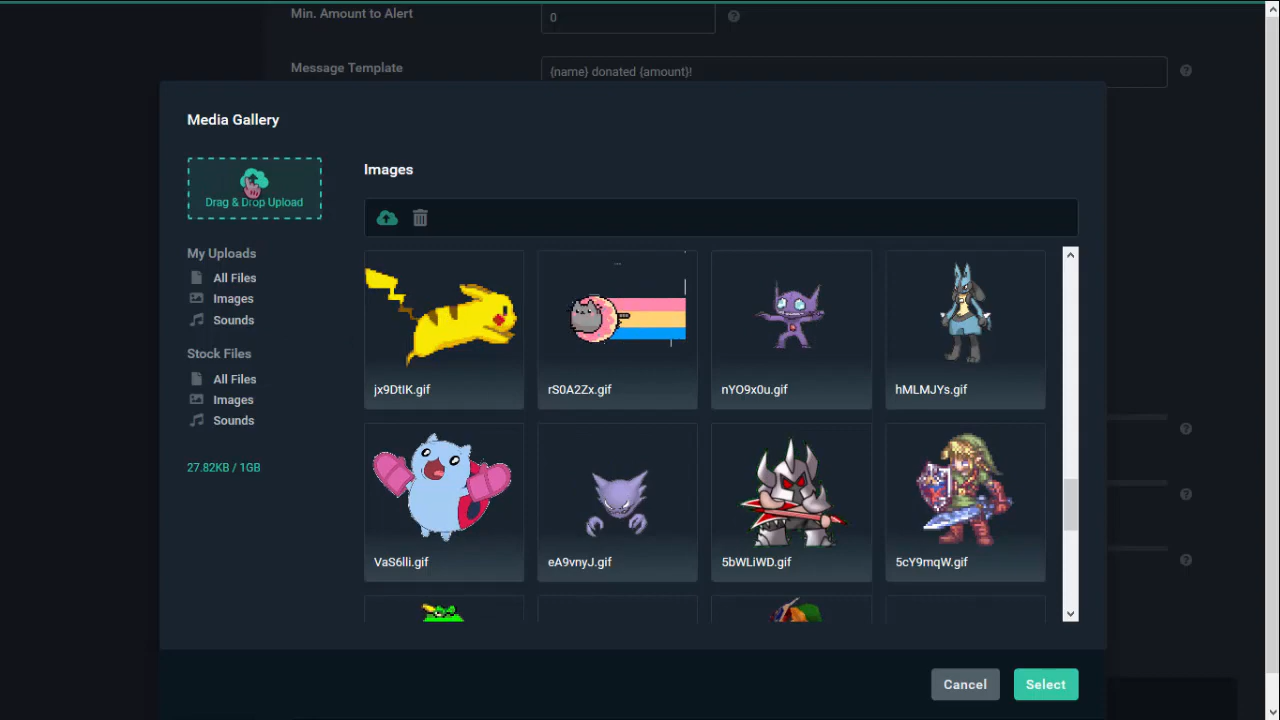 Min. Amount to Alert
0
Message Template
{name} donated {amount}!
Media Gallery
Drag & Drop Upload
Images
My Uploads
All Files
Images
Sounds
Stock Files
All Files
Images
Sounds
27.82KB / 1GB
jx9DtIK.gif
rS0A2Zx.gif
nYO9x0u.gif
hMLMJYs.gif
VaS6lli.gif
eA9vnyJ.gif
5bWLiWD.gif
5cY9mqW.gif
Cancel
Select